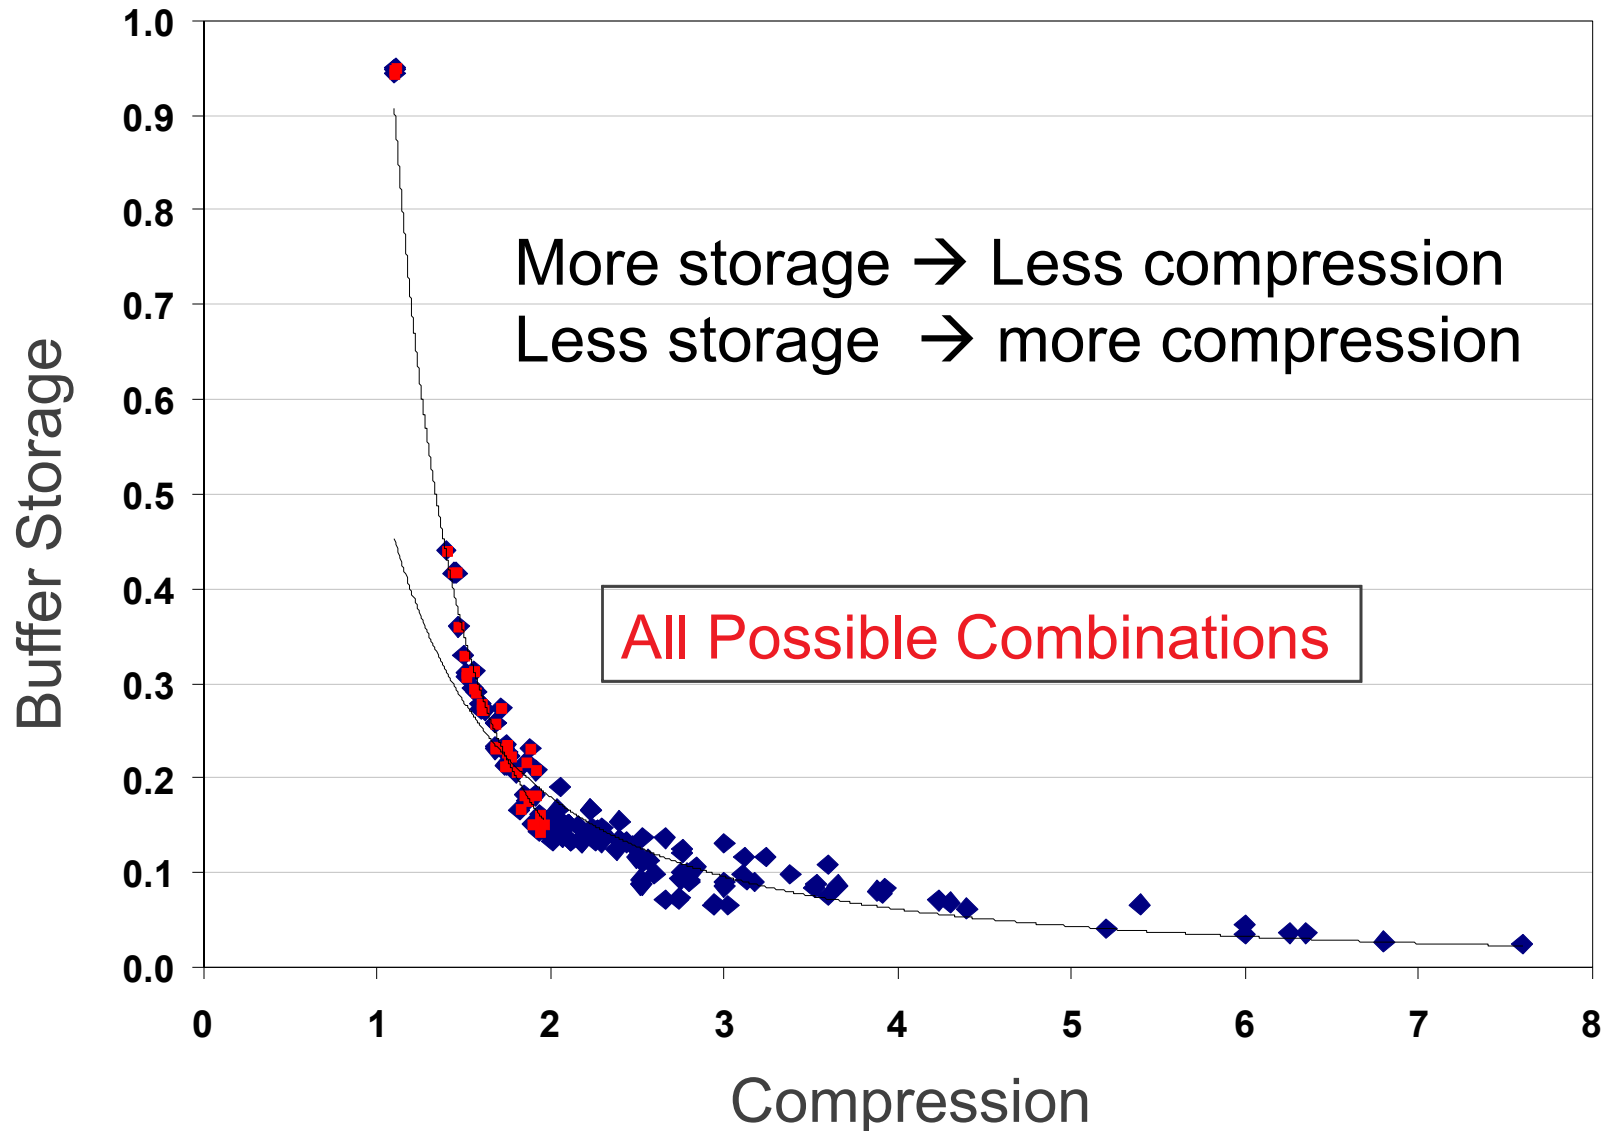 1.0
0.9
0.8
0.7
0.6
0.5
0.4
0.3
0.2
0.1
0.0
Buffer Storage
More storage → Less compression
Less storage → more compression
All Possible Combinations
0 1 2 3 4 5 6 7 8
Compression